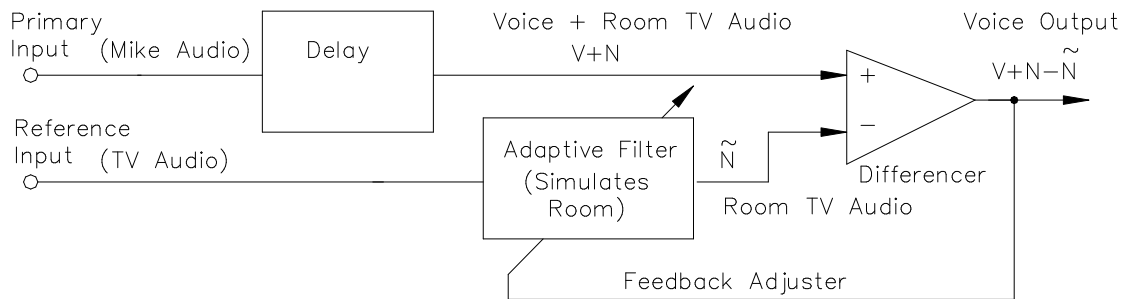 Primary
Input (Mike Audio)
Delay
Voice + Room TV Audio
V+N
Voice Output
V+N-Ñ
+
−
Differencer
Reference
Input (TV Audio)
Adaptive Filter
(Simulates
Room)
Ñ
Room TV Audio
Feedback Adjuster